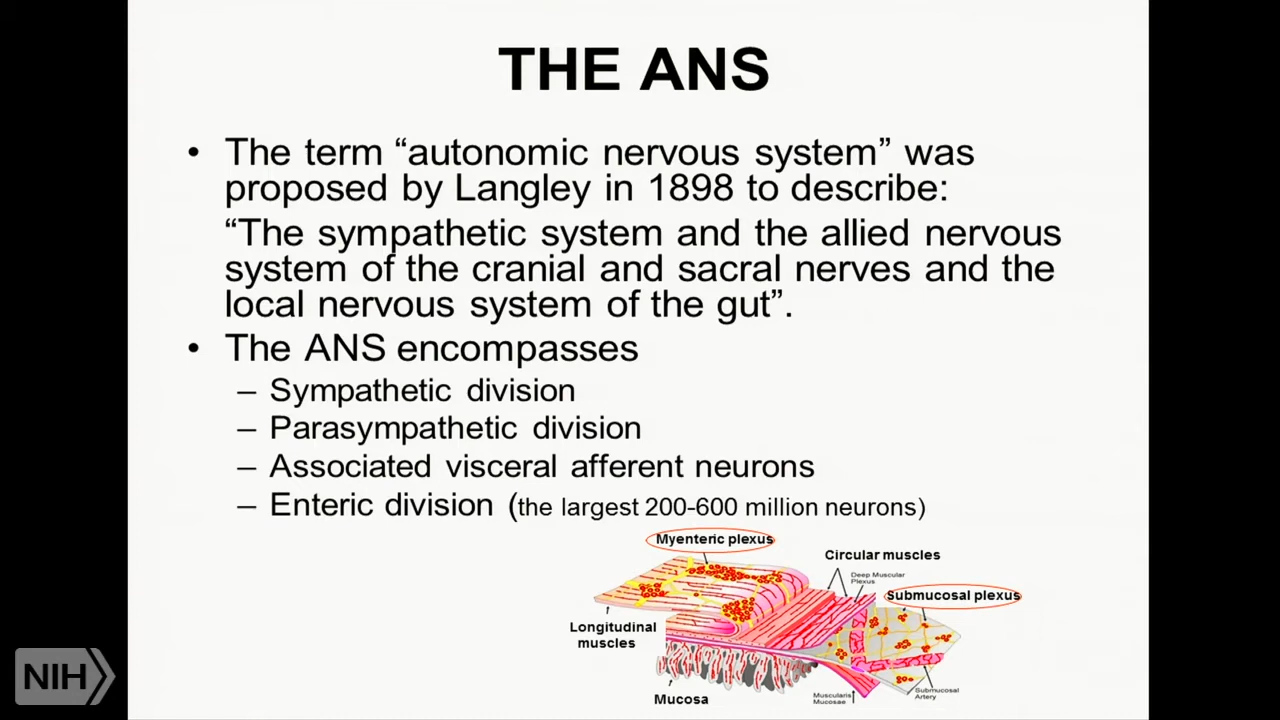 THE ANS
• The term “autonomic nervous system” was
proposed by Langley in 1898 to describe:
“The sympathetic system and the allied nervous
system of the cranial and sacral nerves and the
local nervous system of the gut”.
• The ANS encompasses
– Sympathetic division
– Parasympathetic division
– Associated visceral afferent neurons
– Enteric division (the largest 200-600 million neurons)
Myenteric plexus
Circular muscles
Deep Muscular
Plexus
Submucosal plexus
Longitudinal
muscles
Mucosa
Muscularis
Mucosae
Submucosal
Artery
NIH